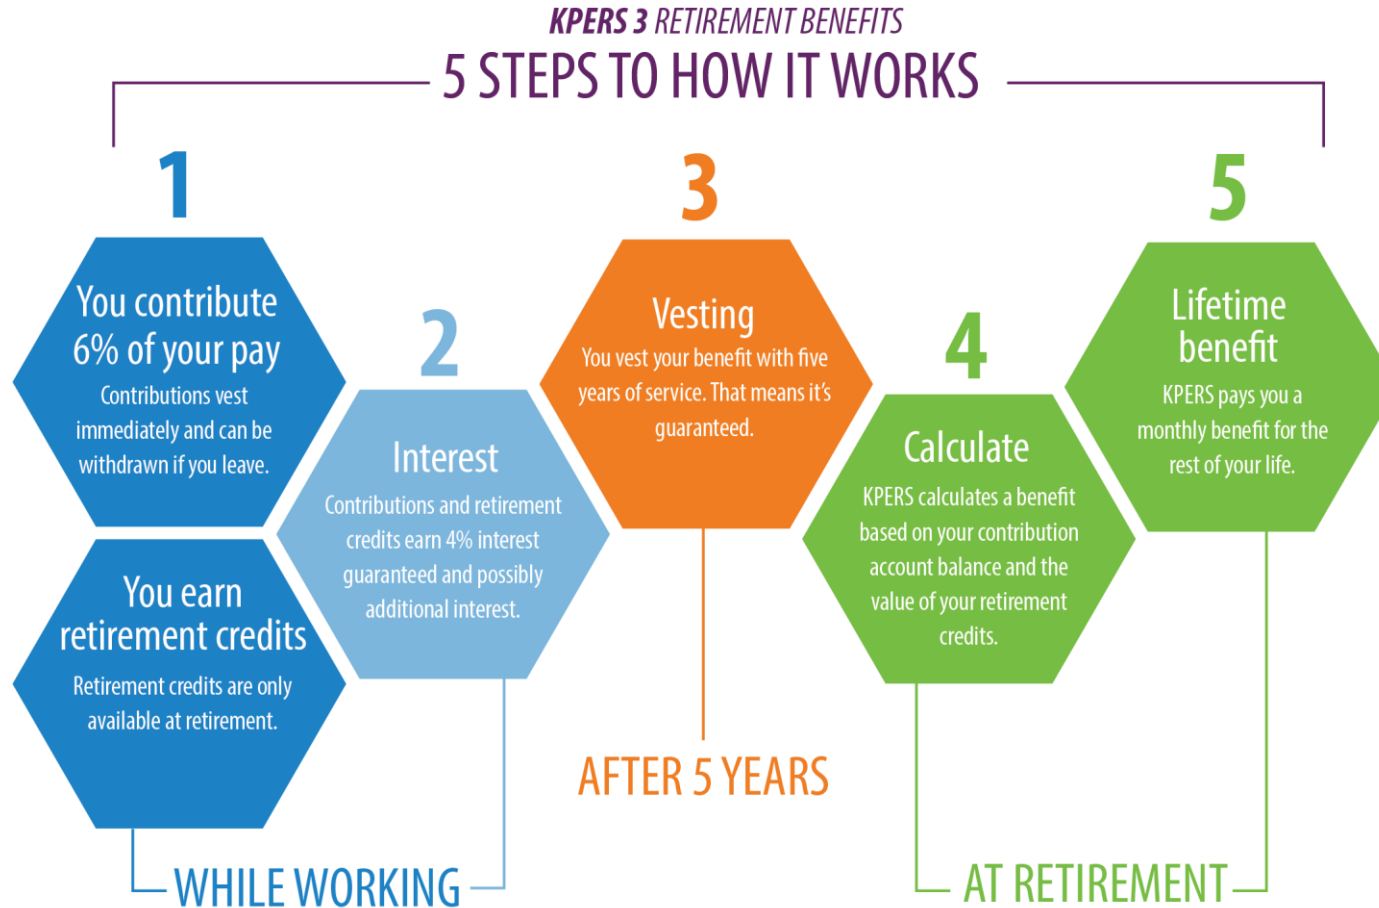 KPERS 3 RETIREMENT BENEFITS
5 STEPS TO HOW IT WORKS
1
You contribute
6% of your pay
Contributions vest
immediately and can be
withdrawn if you leave.
You earn
retirement credits
Retirement credits are only
available at retirement.
2
Interest
Contributions and retirement
credits earn 4% interest
guaranteed and possibly
additional interest.
WHILE WORKING
3
Vesting
You vest your benefit with five
years of service. That means it’s
guaranteed.
AFTER 5 YEARS
4
Calculate
KPERS calculates a benefit
based on your contribution
account balance and the
value of your retirement
credits.
5
Lifetime
benefit
KPERS pays you a
monthly benefit for the
rest of your life.
AT RETIREMENT